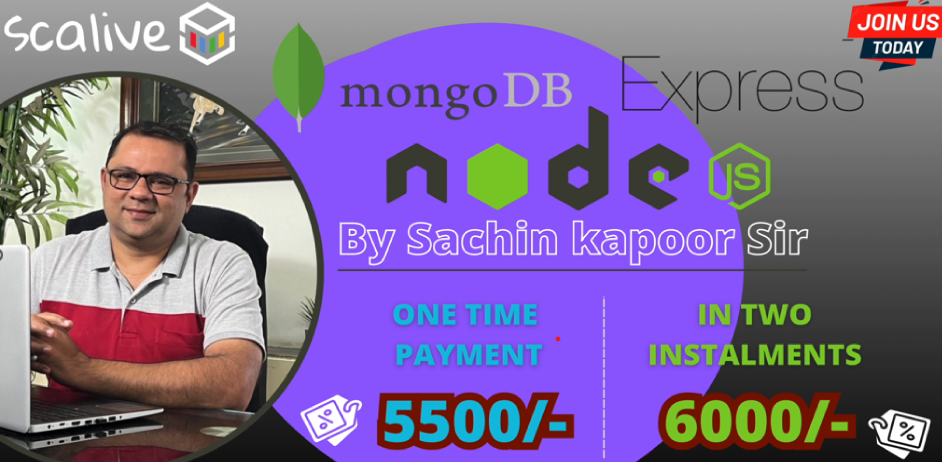 scalive
JOIN US
TODAY
mongoDB
Express
node
JS
By Sachin kapoor Sir
ONE TIME
PAYMENT
5500/-
IN TWO
INSTALMENTS
6000/-